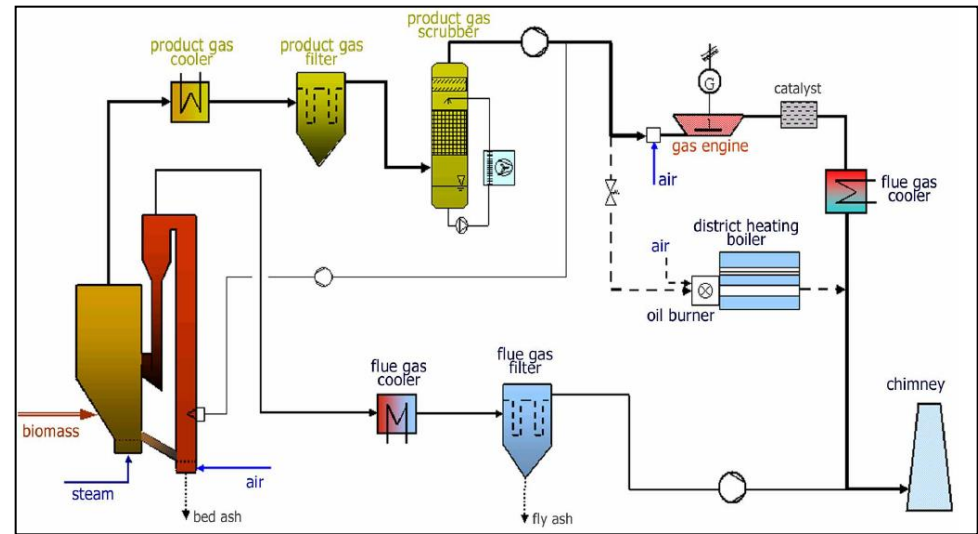 product gas
cooler
product gas
filter
product gas
scrubber
G
catalyst
gas engine
air
flue gas
cooler
district heating
boiler
air
oil burner
flue gas
cooler
flue gas
filter
chimney
biomass
steam
air
bed ash
fly ash